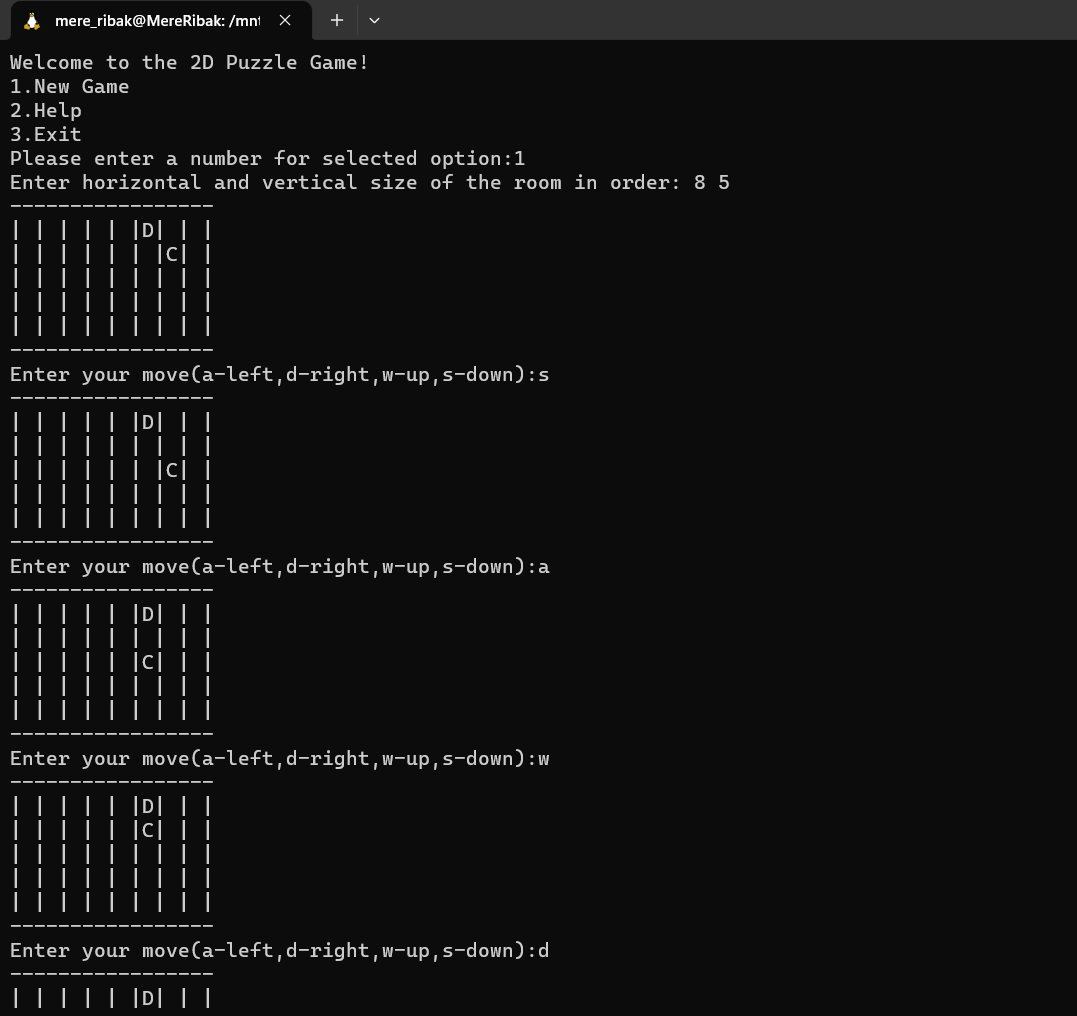 mere_ribak@MereRibak: /mnt
Welcome to the 2D Puzzle Game!
1.New Game
2.Help
3.Exit
Please enter a number for selected option:1
Enter horizontal and vertical size of the room in order: 8 5
-----------------
| | | | | |D| | |
| | | | | | |C| |
| | | | | | | | |
| | | | | | | | |
| | | | | | | | |
-----------------
Enter your move(a-left,d-right,w-up,s-down):s
-----------------
| | | | | |D| | |
| | | | | | | | |
| | | | | | |C| |
| | | | | | | | |
| | | | | | | | |
-----------------
Enter your move(a-left,d-right,w-up,s-down):a
-----------------
| | | | | |D| | |
| | | | | | | | |
| | | | | |C| | |
| | | | | | | | |
| | | | | | | | |
-----------------
Enter your move(a-left,d-right,w-up,s-down):w
-----------------
| | | | | |D| | |
| | | | | |C| | |
| | | | | | | | |
| | | | | | | | |
| | | | | | | | |
-----------------
Enter your move(a-left,d-right,w-up,s-down):d
-----------------
| | | | | |D| | |